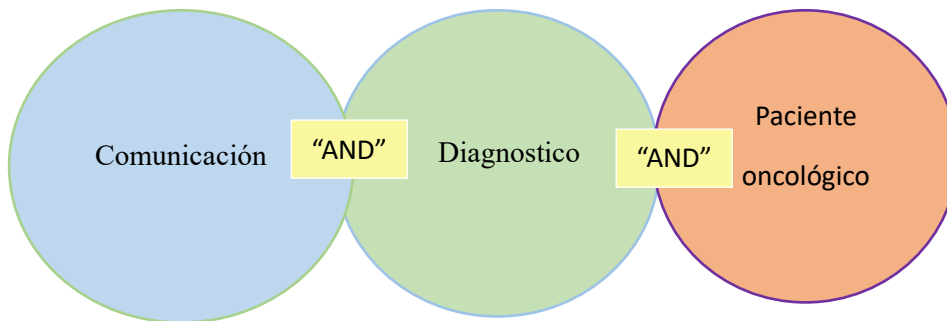 Comunicación
“AND”
Diagnostico
“AND”
Paciente
oncológico